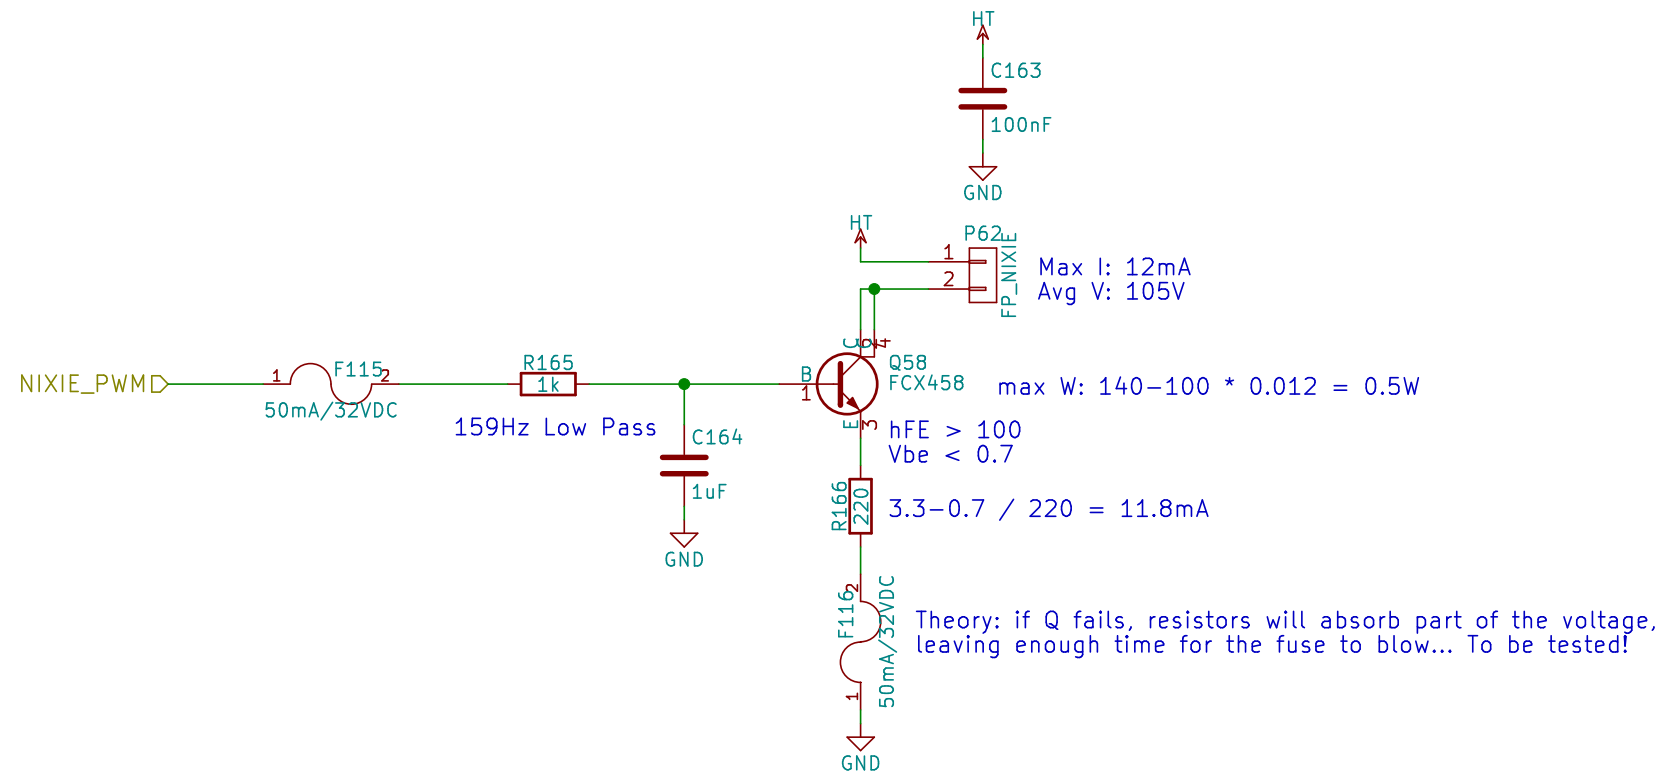 HT
C163
100nF
GND
HT
P62
1
2
FP_NIXIE
Max I: 12mA
Avg V: 105V
NIXIE_PWM
1
F115
2
50mA/32VDC
R165
1k
159Hz Low Pass
C164
1uF
GND
B
1
C
4
Q58
FCX458
max W: 140-100 * 0.012 = 0.5W
E
3
hFE > 100
Vbe < 0.7
R166
220
3.3-0.7 / 220 = 11.8mA
2
F116
50mA/32VDC
1
GND
Theory: if Q fails, resistors will absorb part of the voltage,
leaving enough time for the fuse to blow... To be tested!